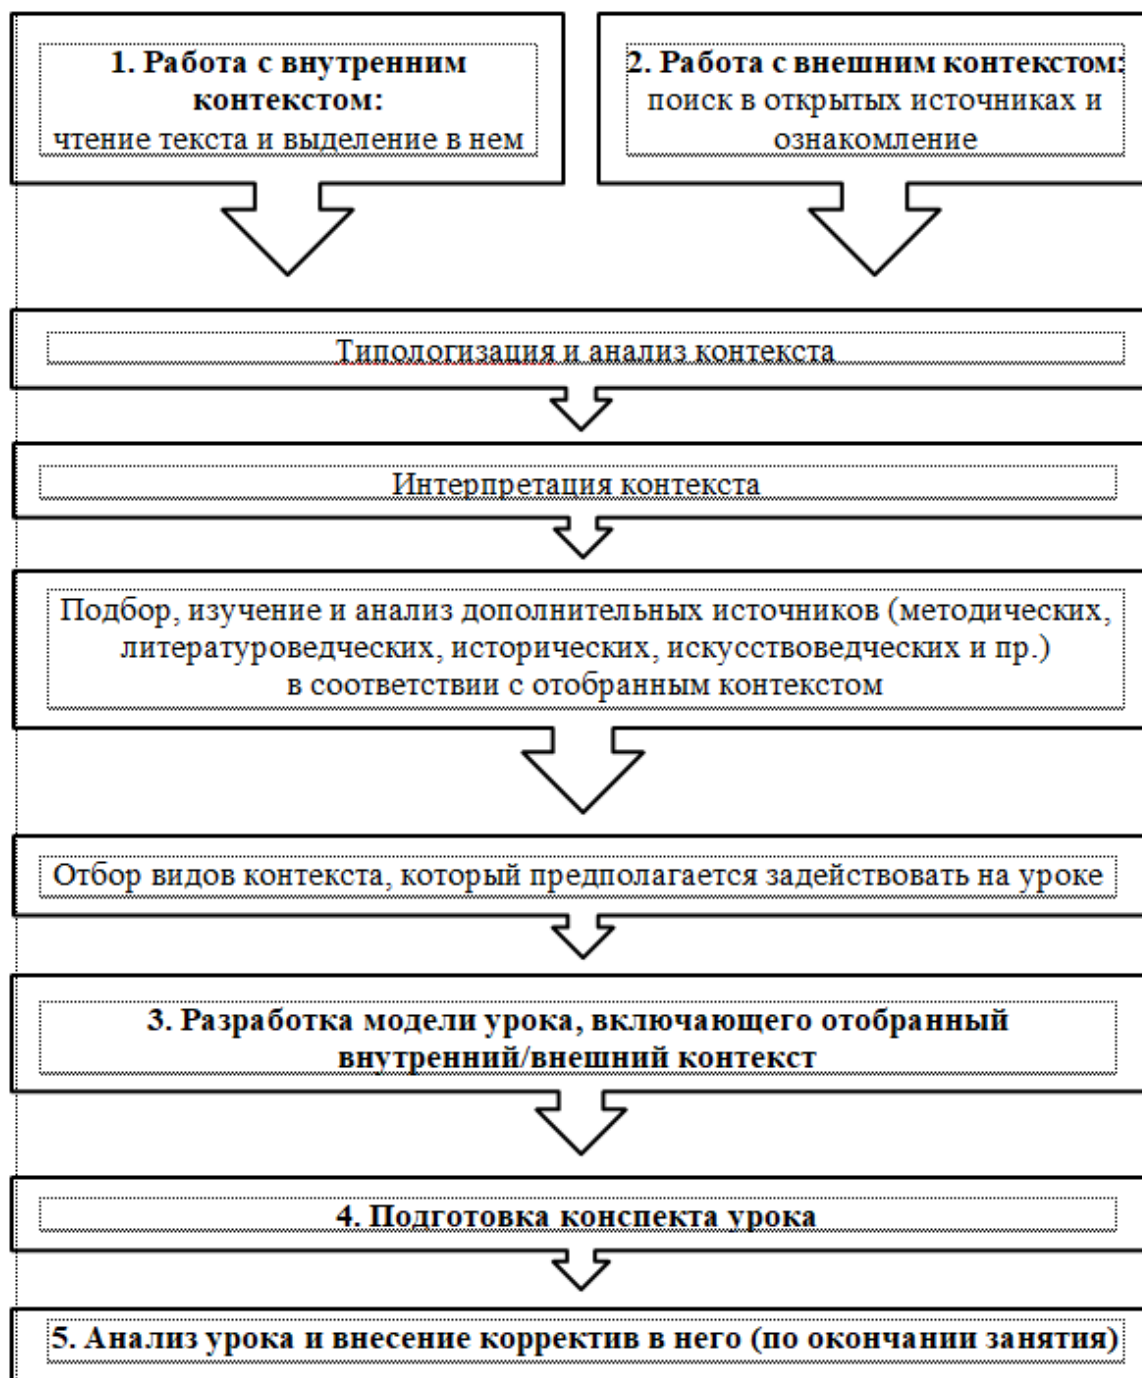 1. Работа с внутренним
контекстом:
чтение текста и выделение в нем
2. Работа с внешним контекстом:
поиск в открытых источниках и
ознакомление
Типологизация и анализ контекста
Интерпретация контекста
Подбор, изучение и анализ дополнительных источников (методических,
литературоведческих, исторических, искусствоведческих и пр.)
в соответствии с отобранным контекстом
Отбор видов контекста, который предполагается задействовать на уроке
3. Разработка модели урока, включающего отобранный
внутренний/внешний контекст
4. Подготовка конспекта урока
5. Анализ урока и внесение корректив в него (по окончании занятия)